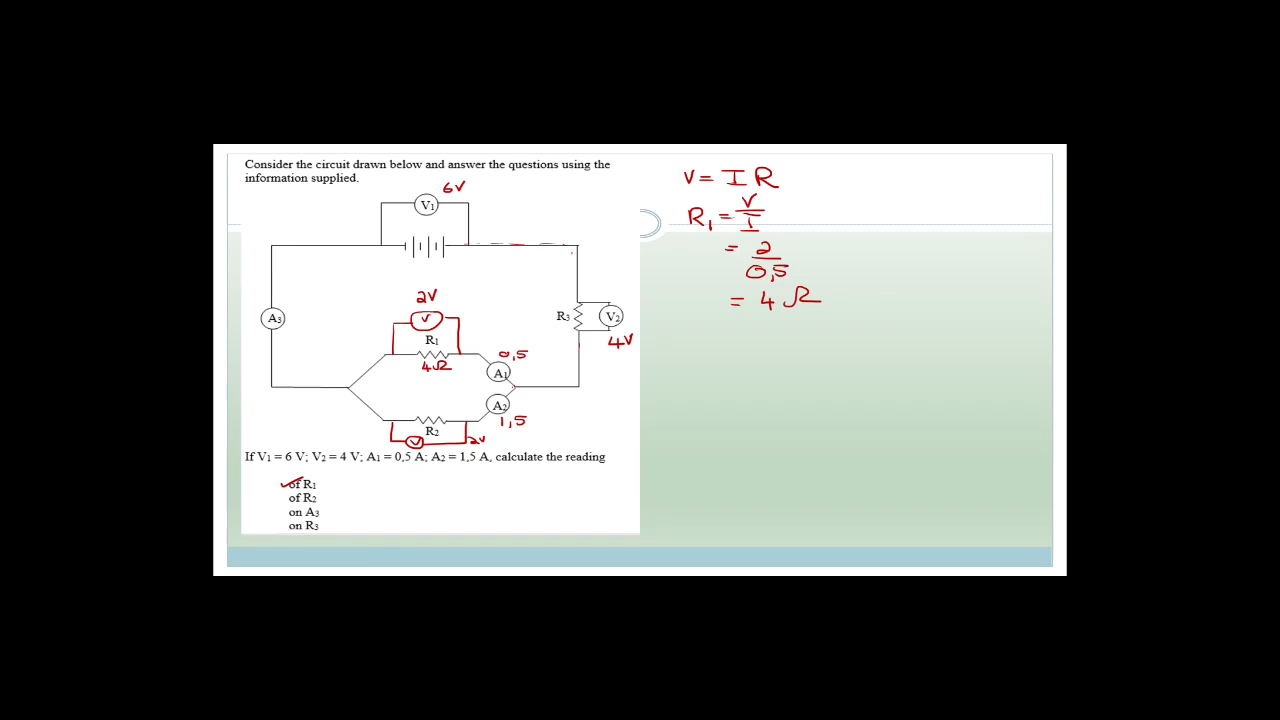 Consider the circuit drawn below and answer the questions using the
information supplied.
6V
V1
A3
2V
V
R1
4Ω
0,5
A1
R3
V2
4V
A2
1,5
R2
V
2V
If V1 = 6 V; V2 = 4 V; A1 = 0,5 A; A2 = 1,5 A, calculate the reading
of R1
of R2
on A3
on R3
V = I R
R1 = V/I
= 2/0,5
= 4 Ω